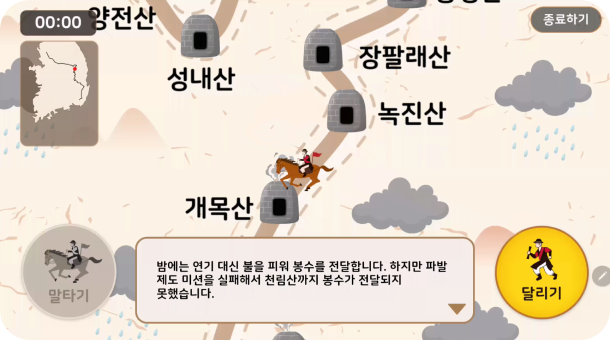 00:00
양전산
종료하기
장팔래산
성내산
녹진산
개목산
말타기
밤에는 연기 대신 불을 피워 봉수를 전달합니다. 하지만 파발
제도 미션을 실패해서 천림산까지 봉수가 전달되지
못했습니다.
달리기